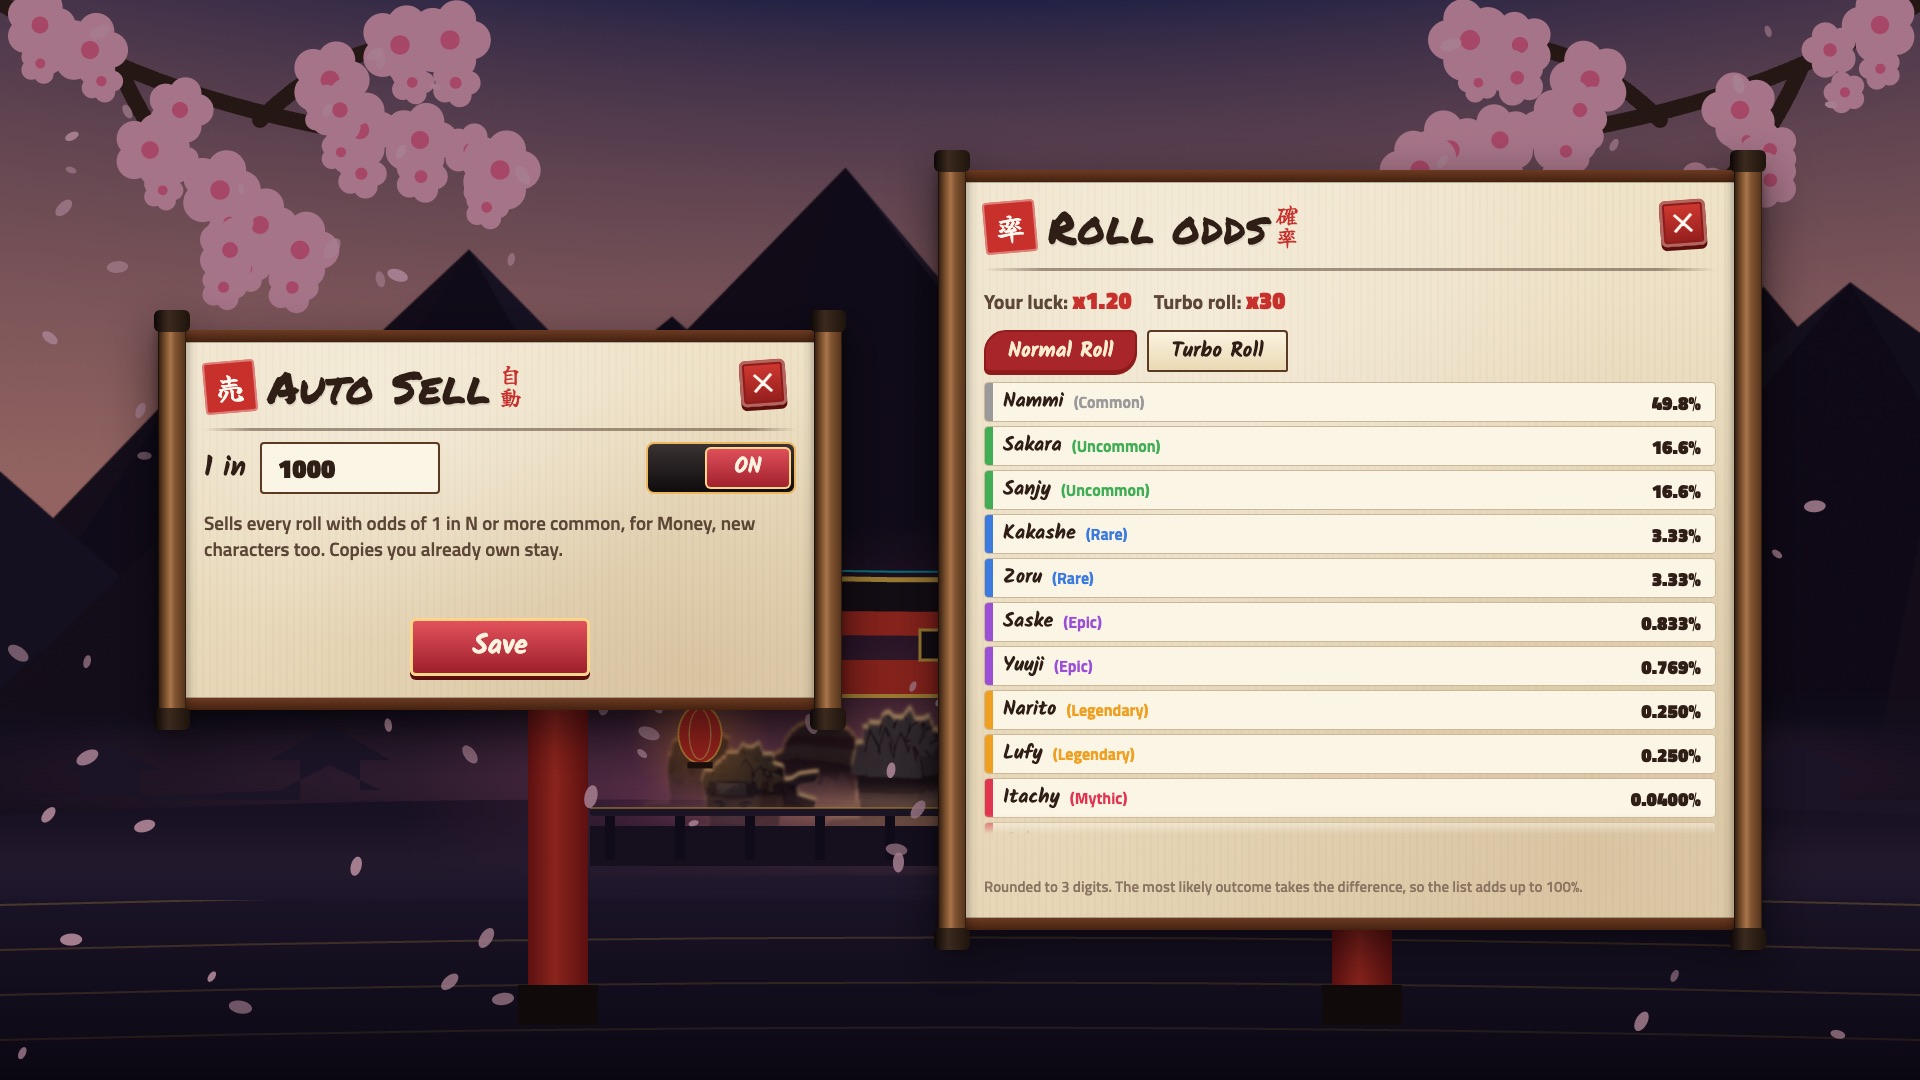 売 Auto Sell 自動
1 in 1000 ON
Sells every roll with odds of 1 in N or more common, for Money, new
characters too. Copies you already own stay.
Save
率 Roll odds 確率
Your luck: x1.20 Turbo roll: x30
Normal Roll Turbo Roll
Nammi (Common) 49.8%
Sakara (Uncommon) 16.6%
Sanjy (Uncommon) 16.6%
Kakashe (Rare) 3.33%
Zoru (Rare) 3.33%
Saske (Epic) 0.833%
Yuuji (Epic) 0.769%
Narito (Legendary) 0.250%
Lufy (Legendary) 0.250%
Itachy (Mythic) 0.0400%
Rounded to 3 digits. The most likely outcome takes the difference, so the list adds up to 100%.